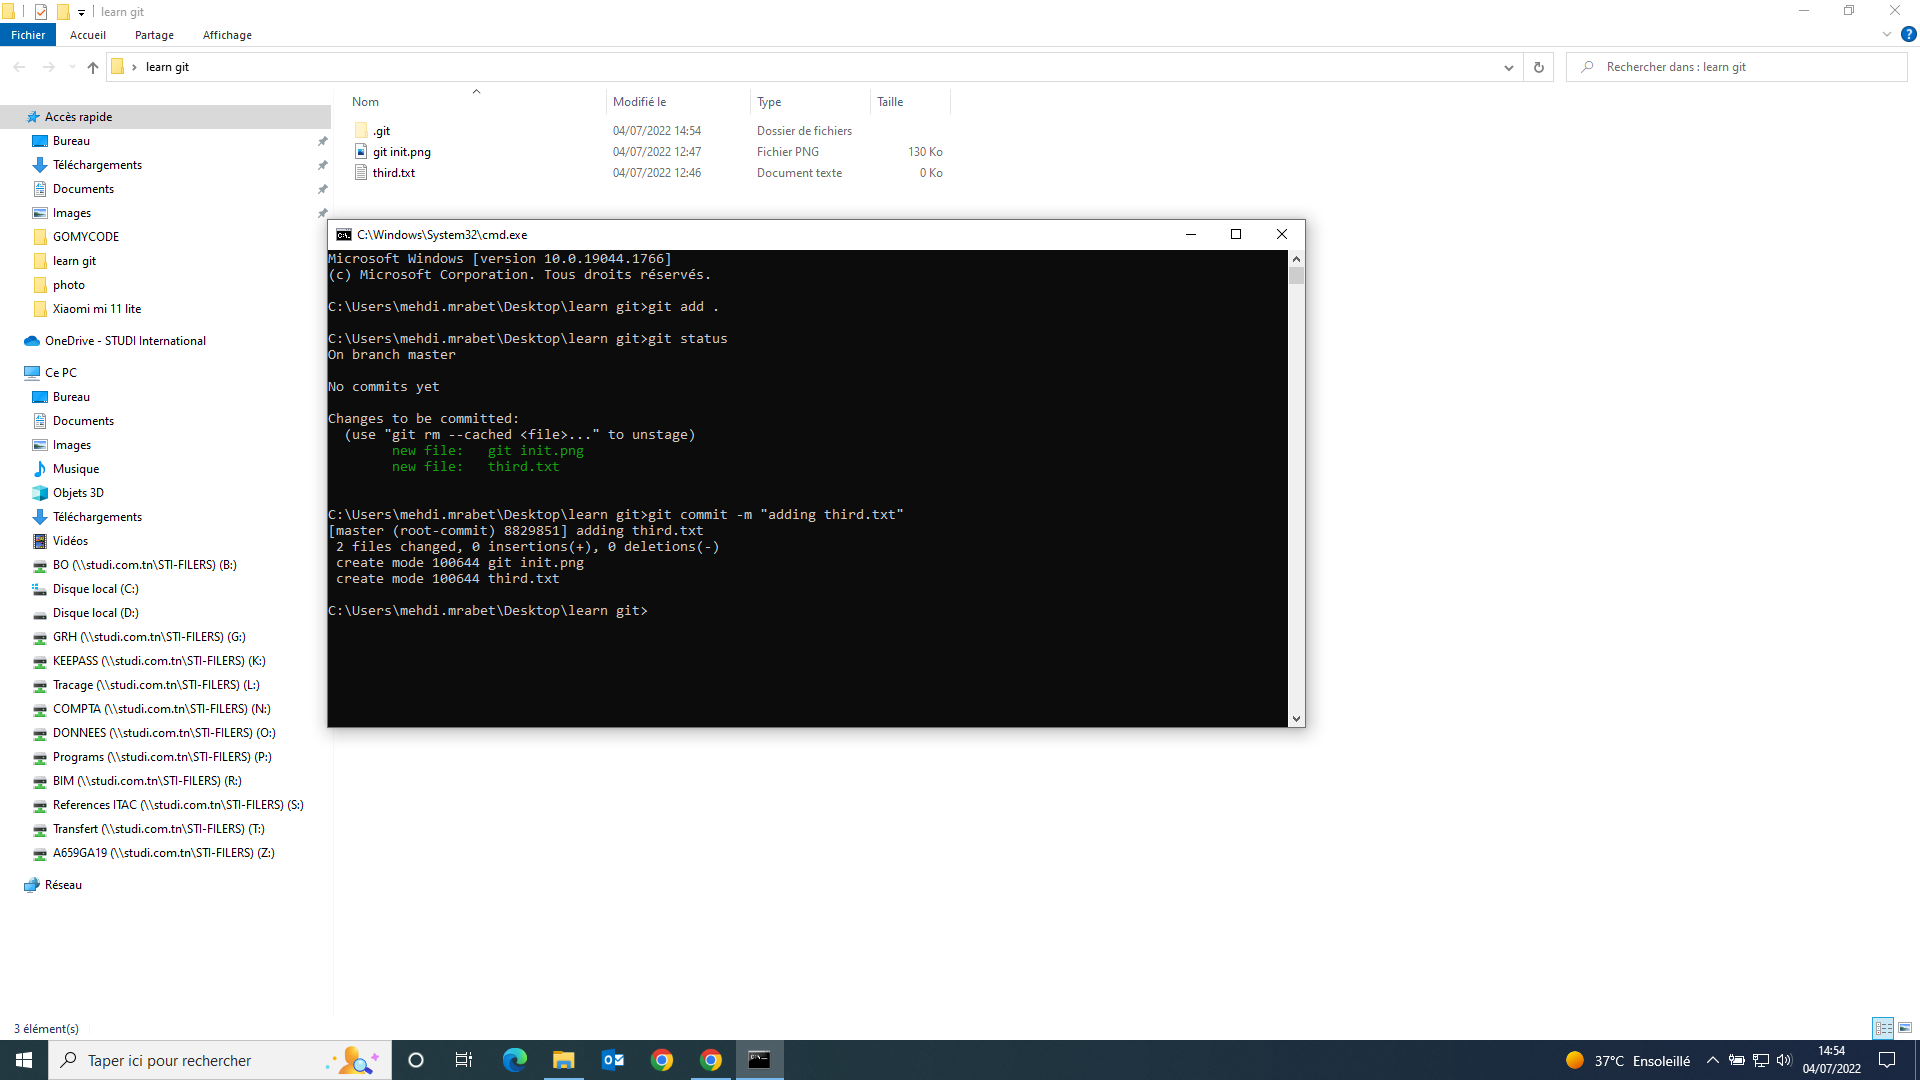 learn git
Fichier Accueil Partage Affichage
learn git
Rechercher dans : learn git
Nom Modifié le Type Taille
.git 04/07/2022 14:54 Dossier de fichiers
git init.png 04/07/2022 12:47 Fichier PNG 130 Ko
third.txt 04/07/2022 12:46 Document texte 0 Ko
Accès rapide
Bureau
Téléchargements
Documents
Images
GOMYCODE
learn git
photo
Xiaomi mi 11 lite
OneDrive - STUDI International
Ce PC
Bureau
Documents
Images
Musique
Objets 3D
Téléchargements
Vidéos
BO (\\studi.com.tn\STI-FILERS) (B:)
Disque local (C:)
Disque local (D:)
GRH (\\studi.com.tn\STI-FILERS) (G:)
KEEPASS (\\studi.com.tn\STI-FILERS) (K:)
Tracage (\\studi.com.tn\STI-FILERS) (L:)
COMPTA (\\studi.com.tn\STI-FILERS) (N:)
DONNEES (\\studi.com.tn\STI-FILERS) (O:)
Programs (\\studi.com.tn\STI-FILERS) (P:)
BIM (\\studi.com.tn\STI-FILERS) (R:)
References ITAC (\\studi.com.tn\STI-FILERS) (S:)
Transfert (\\studi.com.tn\STI-FILERS) (T:)
A659GA19 (\\studi.com.tn\STI-FILERS) (Z:)
Réseau
C:\Windows\System32\cmd.exe
Microsoft Windows [version 10.0.19044.1766]
(c) Microsoft Corporation. Tous droits réservés.
C:\Users\mehdi.mrabet\Desktop\learn git>git add .
C:\Users\mehdi.mrabet\Desktop\learn git>git status
On branch master
No commits yet
Changes to be committed:
(use "git rm --cached <file>..." to unstage)
new file: git init.png
new file: third.txt
C:\Users\mehdi.mrabet\Desktop\learn git>git commit -m "adding third.txt"
[master (root-commit) 8829851] adding third.txt
2 files changed, 0 insertions(+), 0 deletions(-)
create mode 100644 git init.png
create mode 100644 third.txt
C:\Users\mehdi.mrabet\Desktop\learn git>
3 élément(s)
Taper ici pour rechercher
37°C Ensoleillé
14:54
04/07/2022